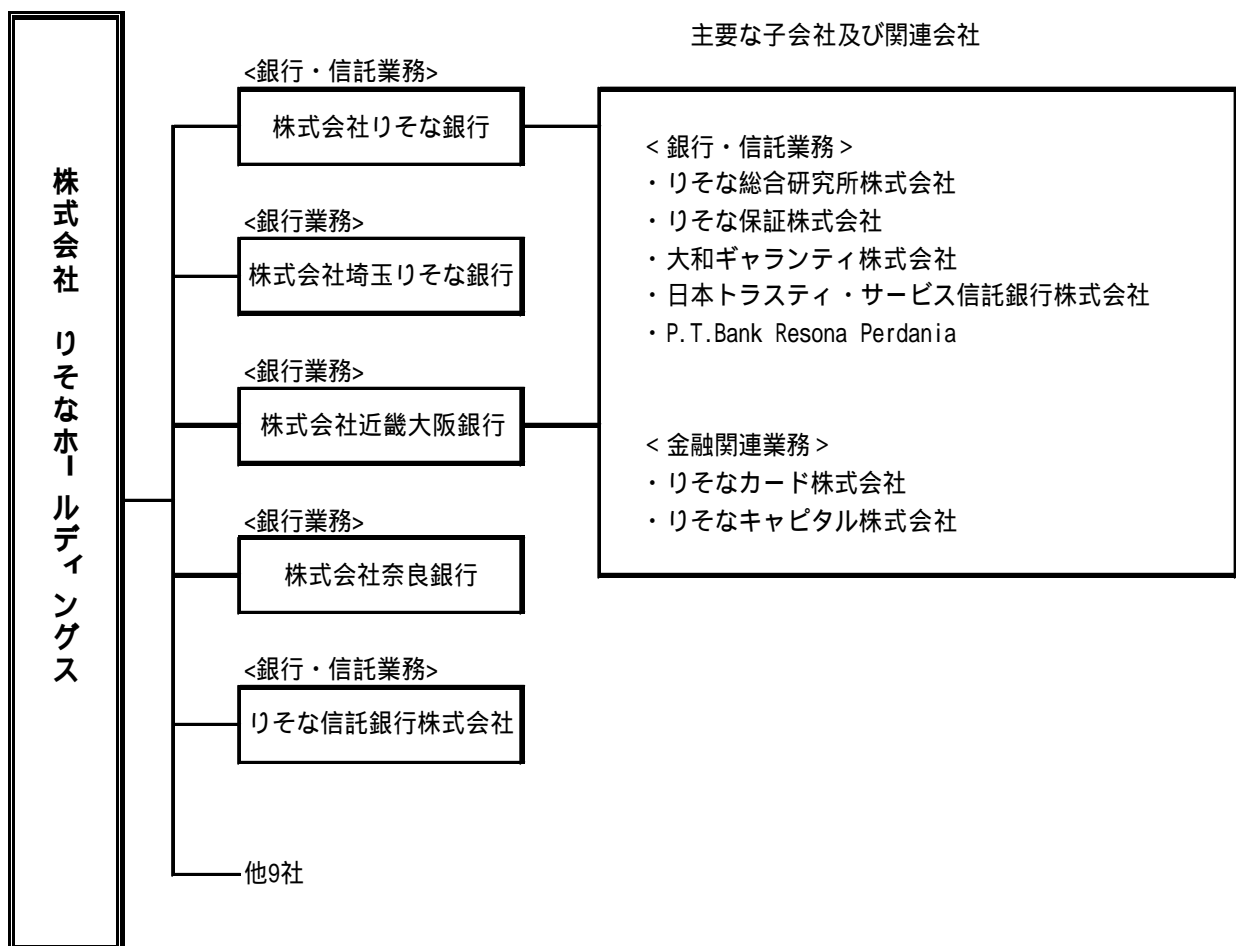 株式会社 りそなホールディングス
主要な子会社及び関連会社
<銀行・信託業務>
株式会社りそな銀行
<銀行業務>
株式会社埼玉りそな銀行
<銀行業務>
株式会社近畿大阪銀行
<銀行業務>
株式会社奈良銀行
<銀行・信託業務>
りそな信託銀行株式会社
他9社
<銀行・信託業務>
・りそな総合研究所株式会社
・りそな保証株式会社
・大和ギャランティ株式会社
・日本トラスティ・サービス信託銀行株式会社
・P.T.Bank Resona Perdania
<金融関連業務>
・りそなカード株式会社
・りそなキャピタル株式会社